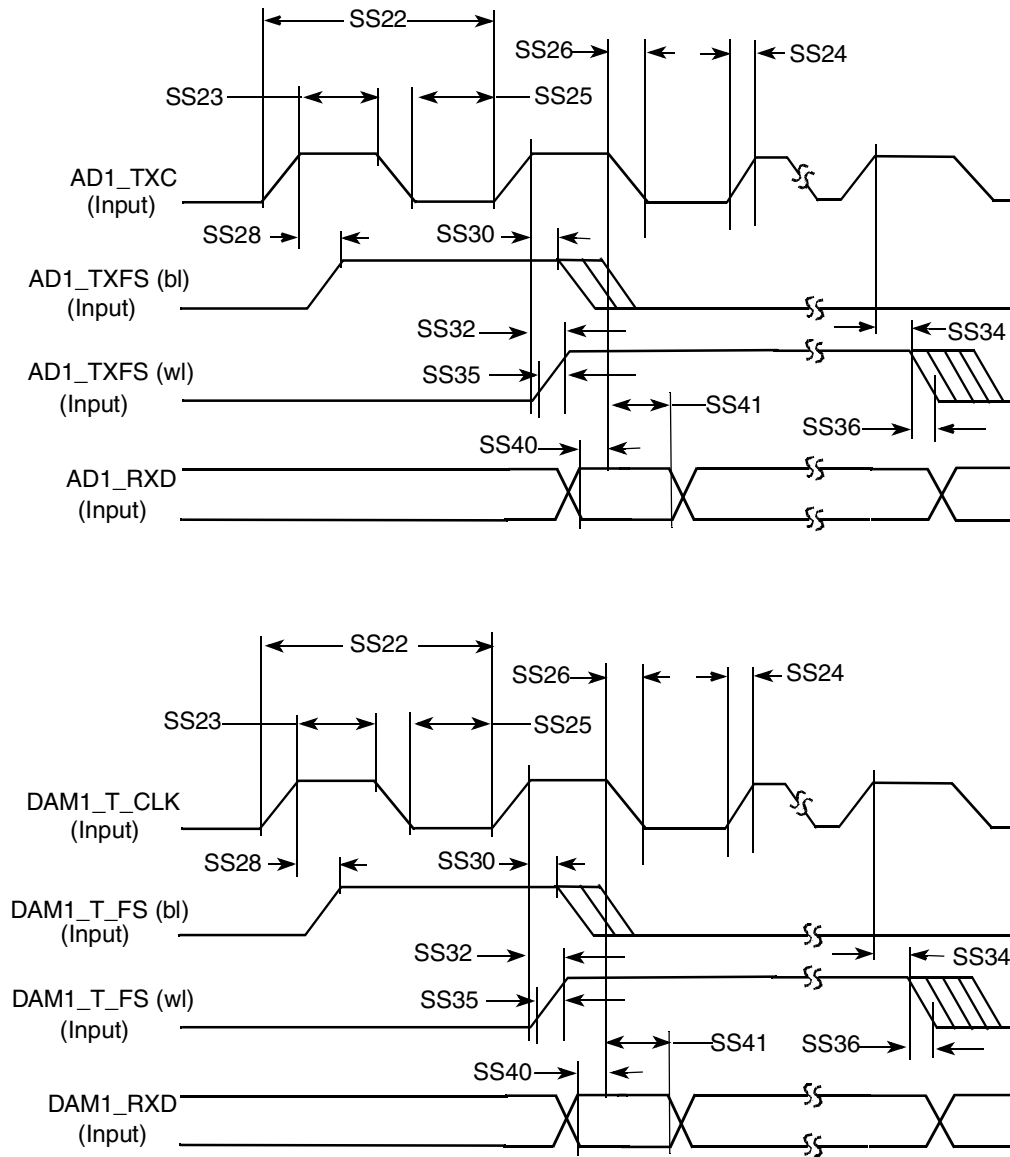 SS22
SS26
SS24
SS23
SS25
AD1_TXC
(Input)
SS28
SS30
AD1_TXFS (bl)
(Input)
SS32
SS34
AD1_TXFS (wl)
(Input)
SS35
SS41
SS36
SS40
AD1_RXD
(Input)
SS22
SS26
SS24
SS23
SS25
DAM1_T_CLK
(Input)
SS28
SS30
DAM1_T_FS (bl)
(Input)
SS32
SS34
DAM1_T_FS (wl)
(Input)
SS35
SS41
SS36
SS40
DAM1_RXD
(Input)